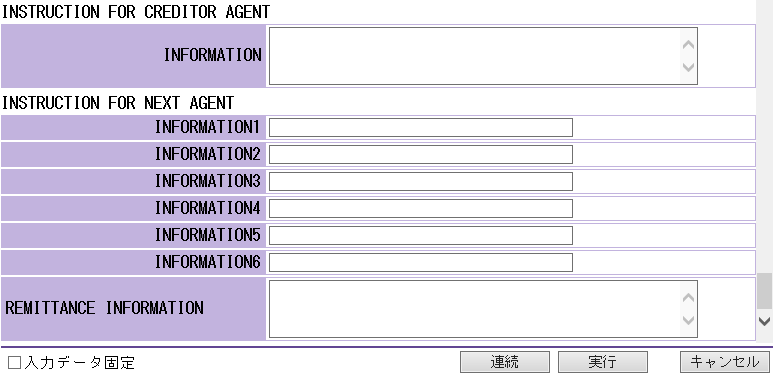 INSTRUCTION FOR CREDITOR AGENT
INFORMATION
INSTRUCTION FOR NEXT AGENT
INFORMATION1
INFORMATION2
INFORMATION3
INFORMATION4
INFORMATION5
INFORMATION6
REMITTANCE INFORMATION
入力データ固定 連続 実行 キャンセル